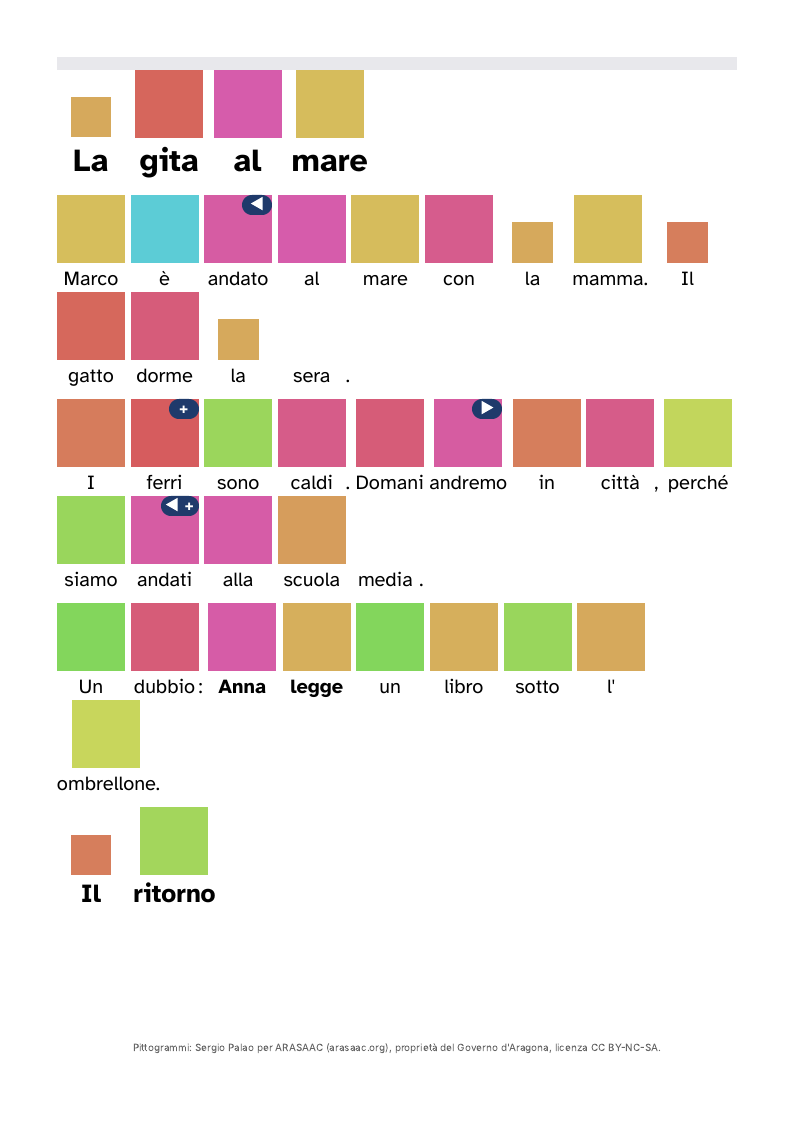 La gita al mare
Marco è andato al mare con la mamma. Il
gatto dorme la sera .
I ferri sono caldi . Domani andremo in città , perché
siamo andati alla scuola media .
Un dubbio : Anna legge un libro sotto l'
ombrellone.
Il ritorno
Pittogrammi: Sergio Palao per ARASAAC (arasaac.org), proprietà del Governo d'Aragona, licenza CC BY-NC-SA.